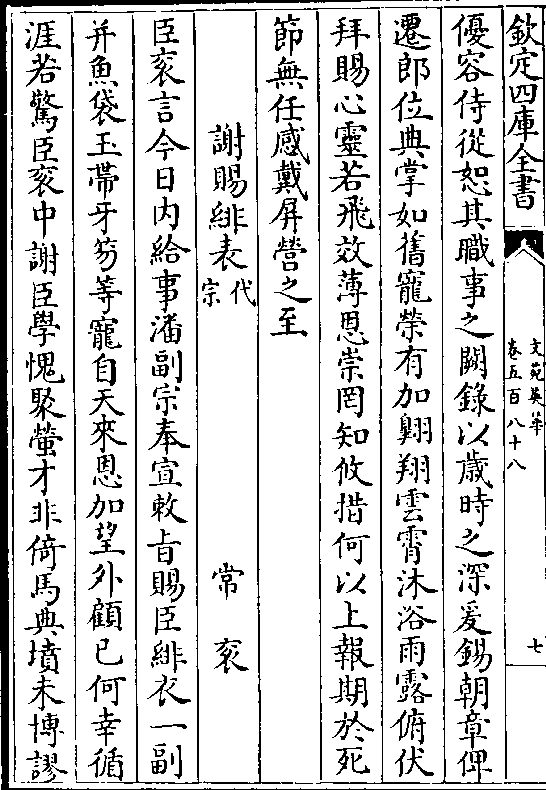 欽定四庫全書
文苑英華
卷五百八十八
七
優容侍從恕其職事之闕錄以歲時之深爰錫朝章俾
遷郎位典掌如舊寵榮有加翺翔雲霄沐浴雨露俯伏
拜賜心靈若飛效薄恩崇罔知攸措何以上報期於死
節無任感戴屏營之至
謝賜緋表代宗
常衮
臣衮言今日内給事潘副宗奉宣敕旨賜臣緋衣一副
并魚袋玉帶牙笏等寵自天來恩加望外顧已何幸循
涯若驚臣衮中謝臣學愧聚螢才非倚馬典墳未博謬